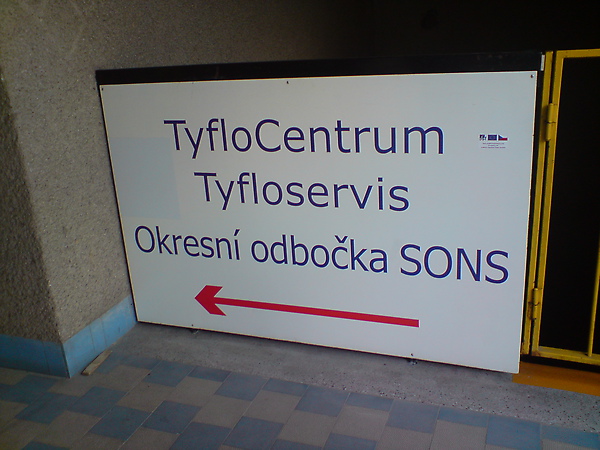 TyfloCentrum
Tyfloservis
Okresní odbočka SONS